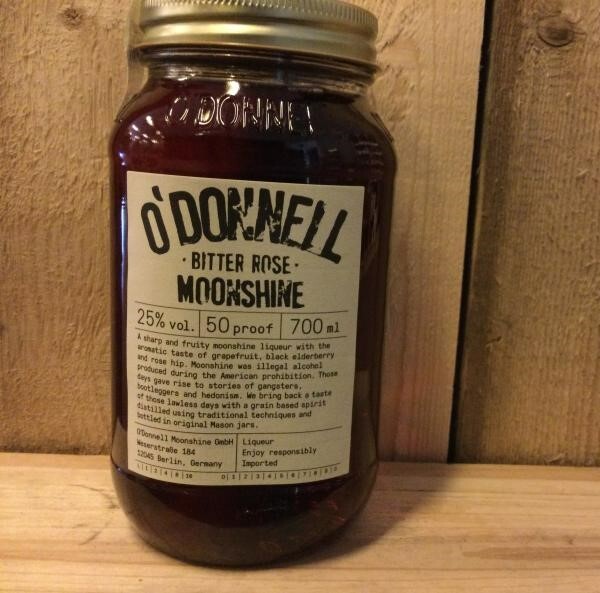 O'DONNE
O'DONNELL
· BITTER ROSE ·
MOONSHINE
25% vol. 50 proof 700 ml
A sharp and fruity moonshine liqueur with the
aromatic taste of grapefruit, black elderberry
and rose hip. Moonshine was illegal alcohol
produced during the American prohibition. Those
days gave rise to stories of gangsters,
bootleggers and hedonism. We bring back a taste
of those lawless days with a grain based spirit
distilled using traditional techniques and
bottled in original Mason jars.
O'Donnell Moonshine GmbH
Weserstraße 184
12045 Berlin, Germany
Liqueur
Enjoy responsibly
Imported